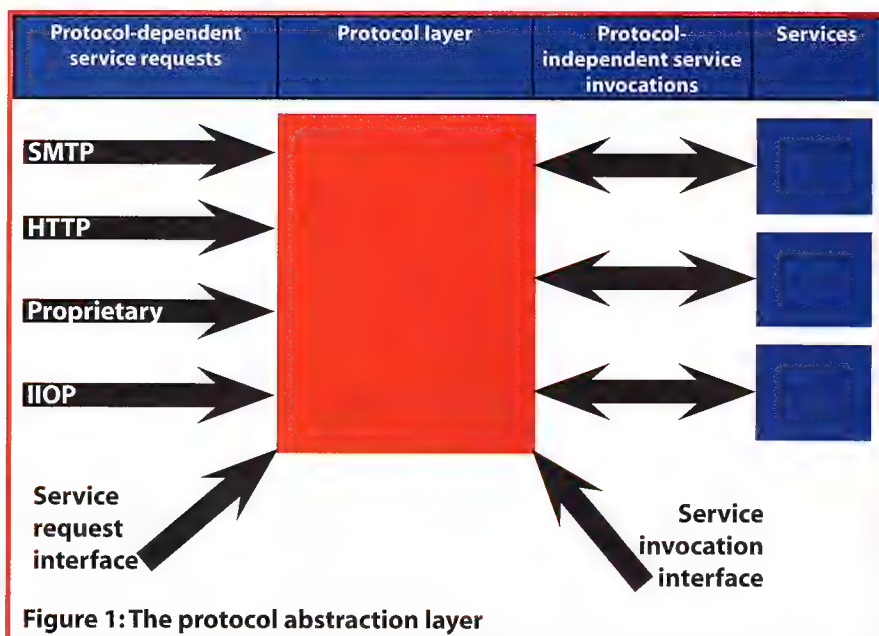 Protocol-dependent
service requests
Protocol layer
Protocol-
independent service
invocations
Services
SMTP
HTTP
Proprietary
IIOP
Service
request
interface
Service
invocation
interface
Figure 1: The protocol abstraction layer